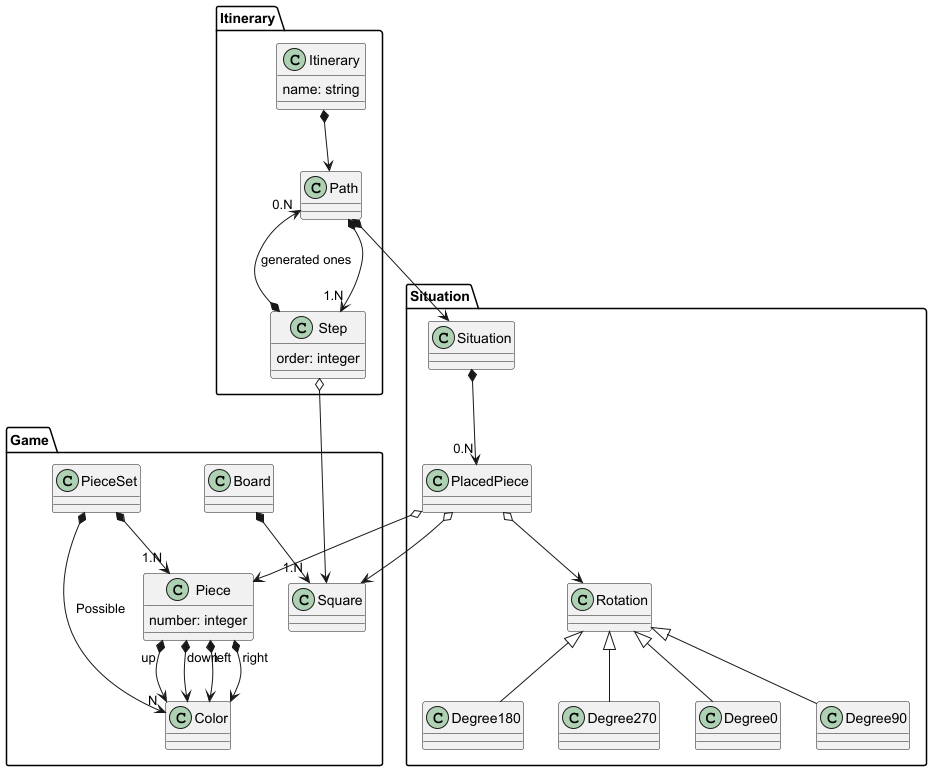 Itinerary
C Itinerary
name: string
C Path
0.N
generated ones
1.N
C Step
order: integer
Situation
C Situation
0.N
C PlacedPiece
Game
C PieceSet
C Board
1.N
1.N
C Piece
number: integer
C Square
C Rotation
Possible
up
down
left
right
N
C Color
C Degree180
C Degree270
C Degree0
C Degree90